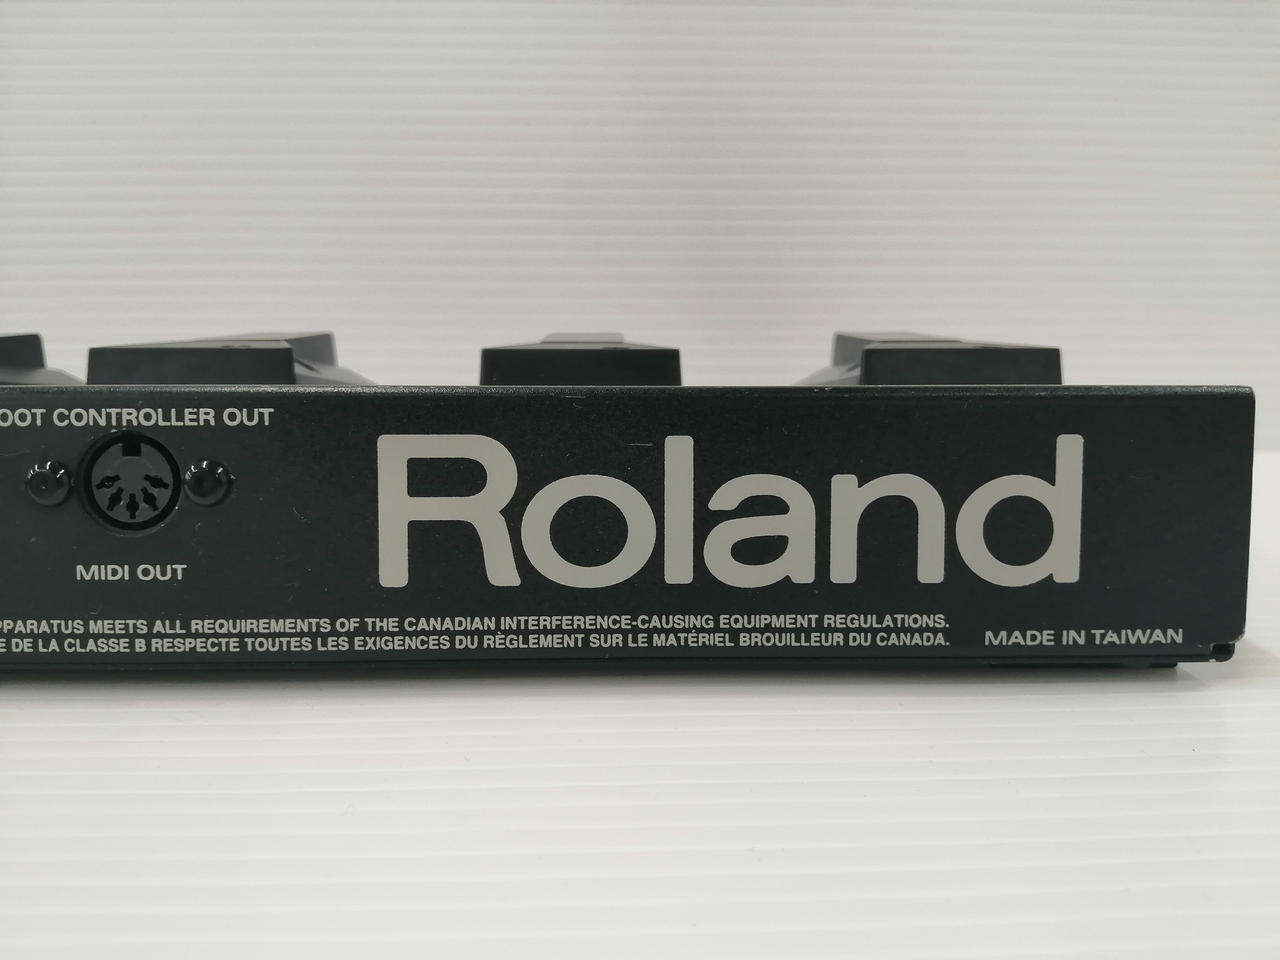 OOT CONTROLLER OUT
MIDI OUT
Roland
PPARATUS MEETS ALL REQUIREMENTS OF THE CANADIAN INTERFERENCE-CAUSING EQUIPMENT REGULATIONS.
E DE LA CLASSE B RESPECTE TOUTES LES EXIGENCES DU RÈGLEMENT SUR LE MATÉRIEL BROUILLEUR DU CANADA.
MADE IN TAIWAN